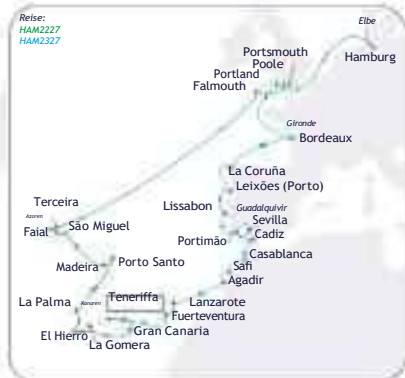 Reise:
HAM2227
HAM2327
Elbe
Hamburg
Portsmouth
Poole
Portland
Falmouth
Gironde
Bordeaux
La Coruña
Leixões (Porto)
Lissabon
Guadalquivir
Sevilla
Cadiz
Portimão
Casablanca
Safi
Agadir
Terceira
Azoren
São Miguel
Faial
Madeira
Porto Santo
La Palma
Kanaren
Teneriffa
Lanzarote
Fuerteventura
Gran Canaria
El Hierro
La Gomera